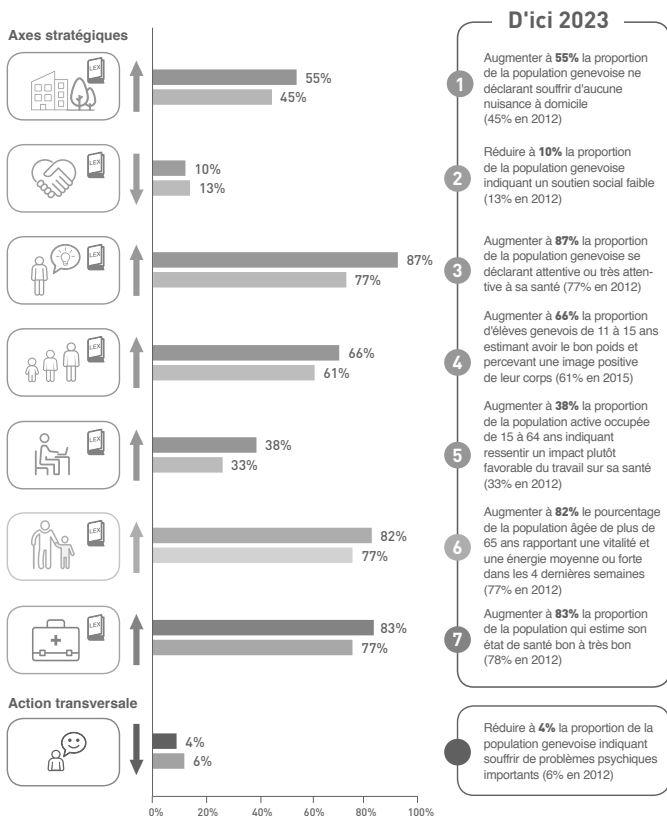 D'ici 2023
Axes stratégiques
LEX
55%
45%
1
Augmenter à 55% la proportion
de la population genevoise ne
déclarant souffrir d'aucune
nuisance à domicile
(45% en 2012)
LEX
10%
13%
2
Réduire à 10% la proportion
de la population genevoise
indiquant un soutien social faible
(13% en 2012)
LEX
87%
77%
3
Augmenter à 87% la proportion
de la population genevoise se
déclarant attentive ou très atten-
tive à sa santé (77% en 2012)
LEX
66%
61%
4
Augmenter à 66% la proportion
d'élèves genevois de 11 à 15 ans
estimant avoir le bon poids et
percevant une image positive
de leur corps (61% en 2015)
LEX
38%
33%
5
Augmenter à 38% la proportion
de la population active occupée
de 15 à 64 ans indiquant
ressentir un impact plutôt
favorable du travail sur sa santé
(33% en 2012)
LEX
82%
77%
6
Augmenter à 82% le pourcentage
de la population âgée de plus de
65 ans rapportant une vitalité et
une énergie moyenne ou forte
dans les 4 dernières semaines
(77% en 2012)
LEX
83%
77%
7
Augmenter à 83% la proportion
de la population qui estime son
état de santé bon à très bon
(78% en 2012)
Action transversale
4%
6%
Réduire à 4% la proportion de la
population genevoise indiquant
souffrir de problèmes psychiques
importants (6% en 2012)
0% 20% 40% 60% 80% 100%